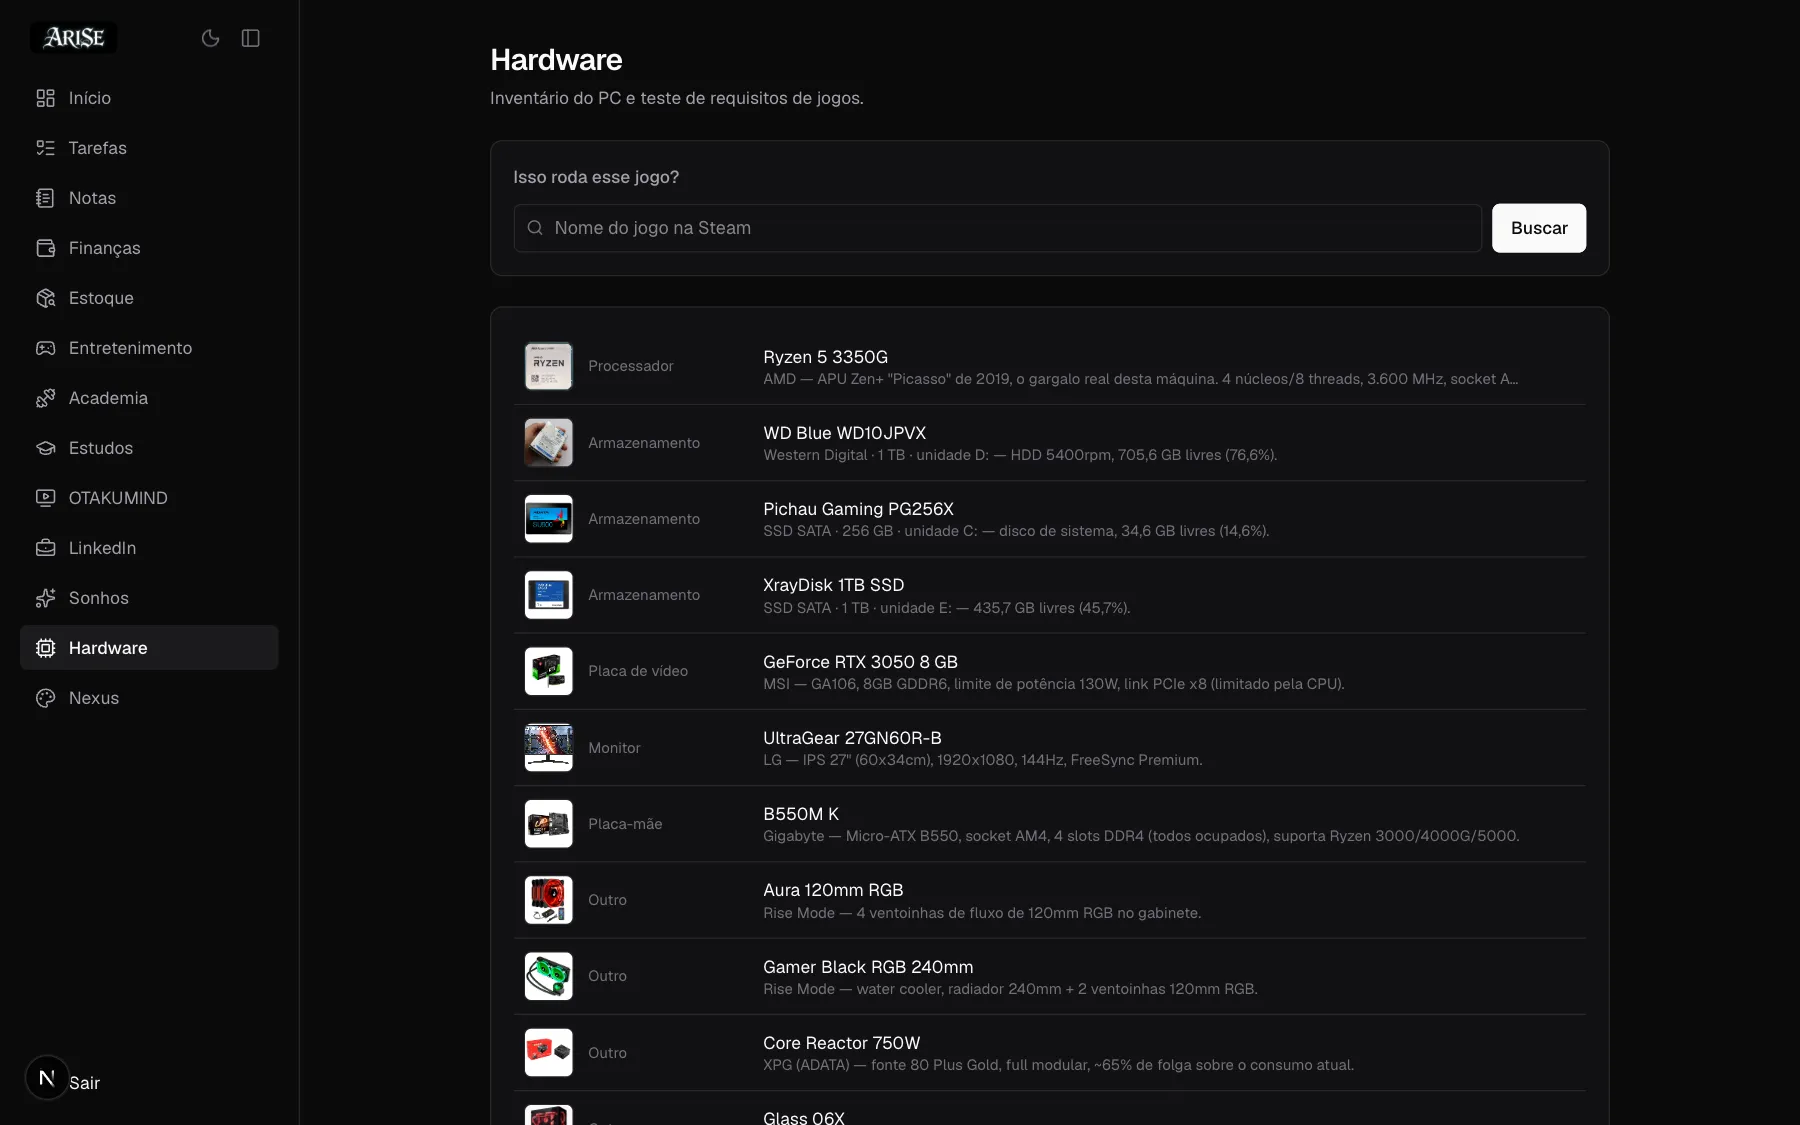 ARISE
Início
Tarefas
Notas
Finanças
Estoque
Entretenimento
Academia
Estudos
OTAKUMIND
LinkedIn
Sonhos
Hardware
Nexus
N
Sair
Hardware
Inventário do PC e teste de requisitos de jogos.
Isso roda esse jogo?
Nome do jogo na Steam
Buscar
RYZEN
Processador
Ryzen 5 3350G
AMD — APU Zen+ "Picasso" de 2019, o gargalo real desta máquina. 4 núcleos/8 threads, 3.600 MHz, socket A...
Armazenamento
WD Blue WD10JPVX
Western Digital · 1 TB · unidade D: — HDD 5400rpm, 705,6 GB livres (76,6%).
Armazenamento
Pichau Gaming PG256X
SSD SATA · 256 GB · unidade C: — disco de sistema, 34,6 GB livres (14,6%).
Armazenamento
XrayDisk 1TB SSD
SSD SATA · 1 TB · unidade E: — 435,7 GB livres (45,7%).
Placa de vídeo
GeForce RTX 3050 8 GB
MSI — GA106, 8GB GDDR6, limite de potência 130W, link PCIe x8 (limitado pela CPU).
Monitor
UltraGear 27GN60R-B
LG — IPS 27" (60x34cm), 1920x1080, 144Hz, FreeSync Premium.
Placa-mãe
B550M K
Gigabyte — Micro-ATX B550, socket AM4, 4 slots DDR4 (todos ocupados), suporta Ryzen 3000/4000G/5000.
Outro
Aura 120mm RGB
Rise Mode — 4 ventoinhas de fluxo de 120mm RGB no gabinete.
Outro
Gamer Black RGB 240mm
Rise Mode — water cooler, radiador 240mm + 2 ventoinhas 120mm RGB.
Outro
Core Reactor 750W
XPG (ADATA) — fonte 80 Plus Gold, full modular, ~65% de folga sobre o consumo atual.
Glass 06X